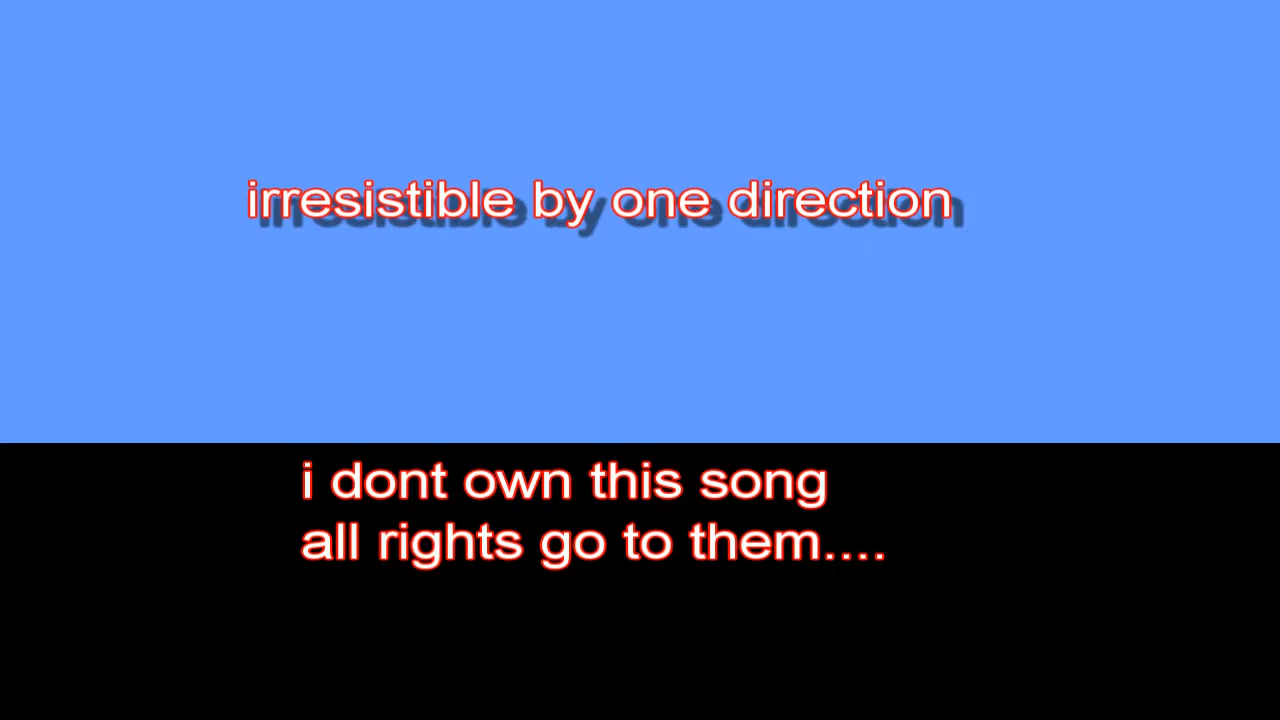 irresistible by one direction
i dont own this song
all rights go to them....